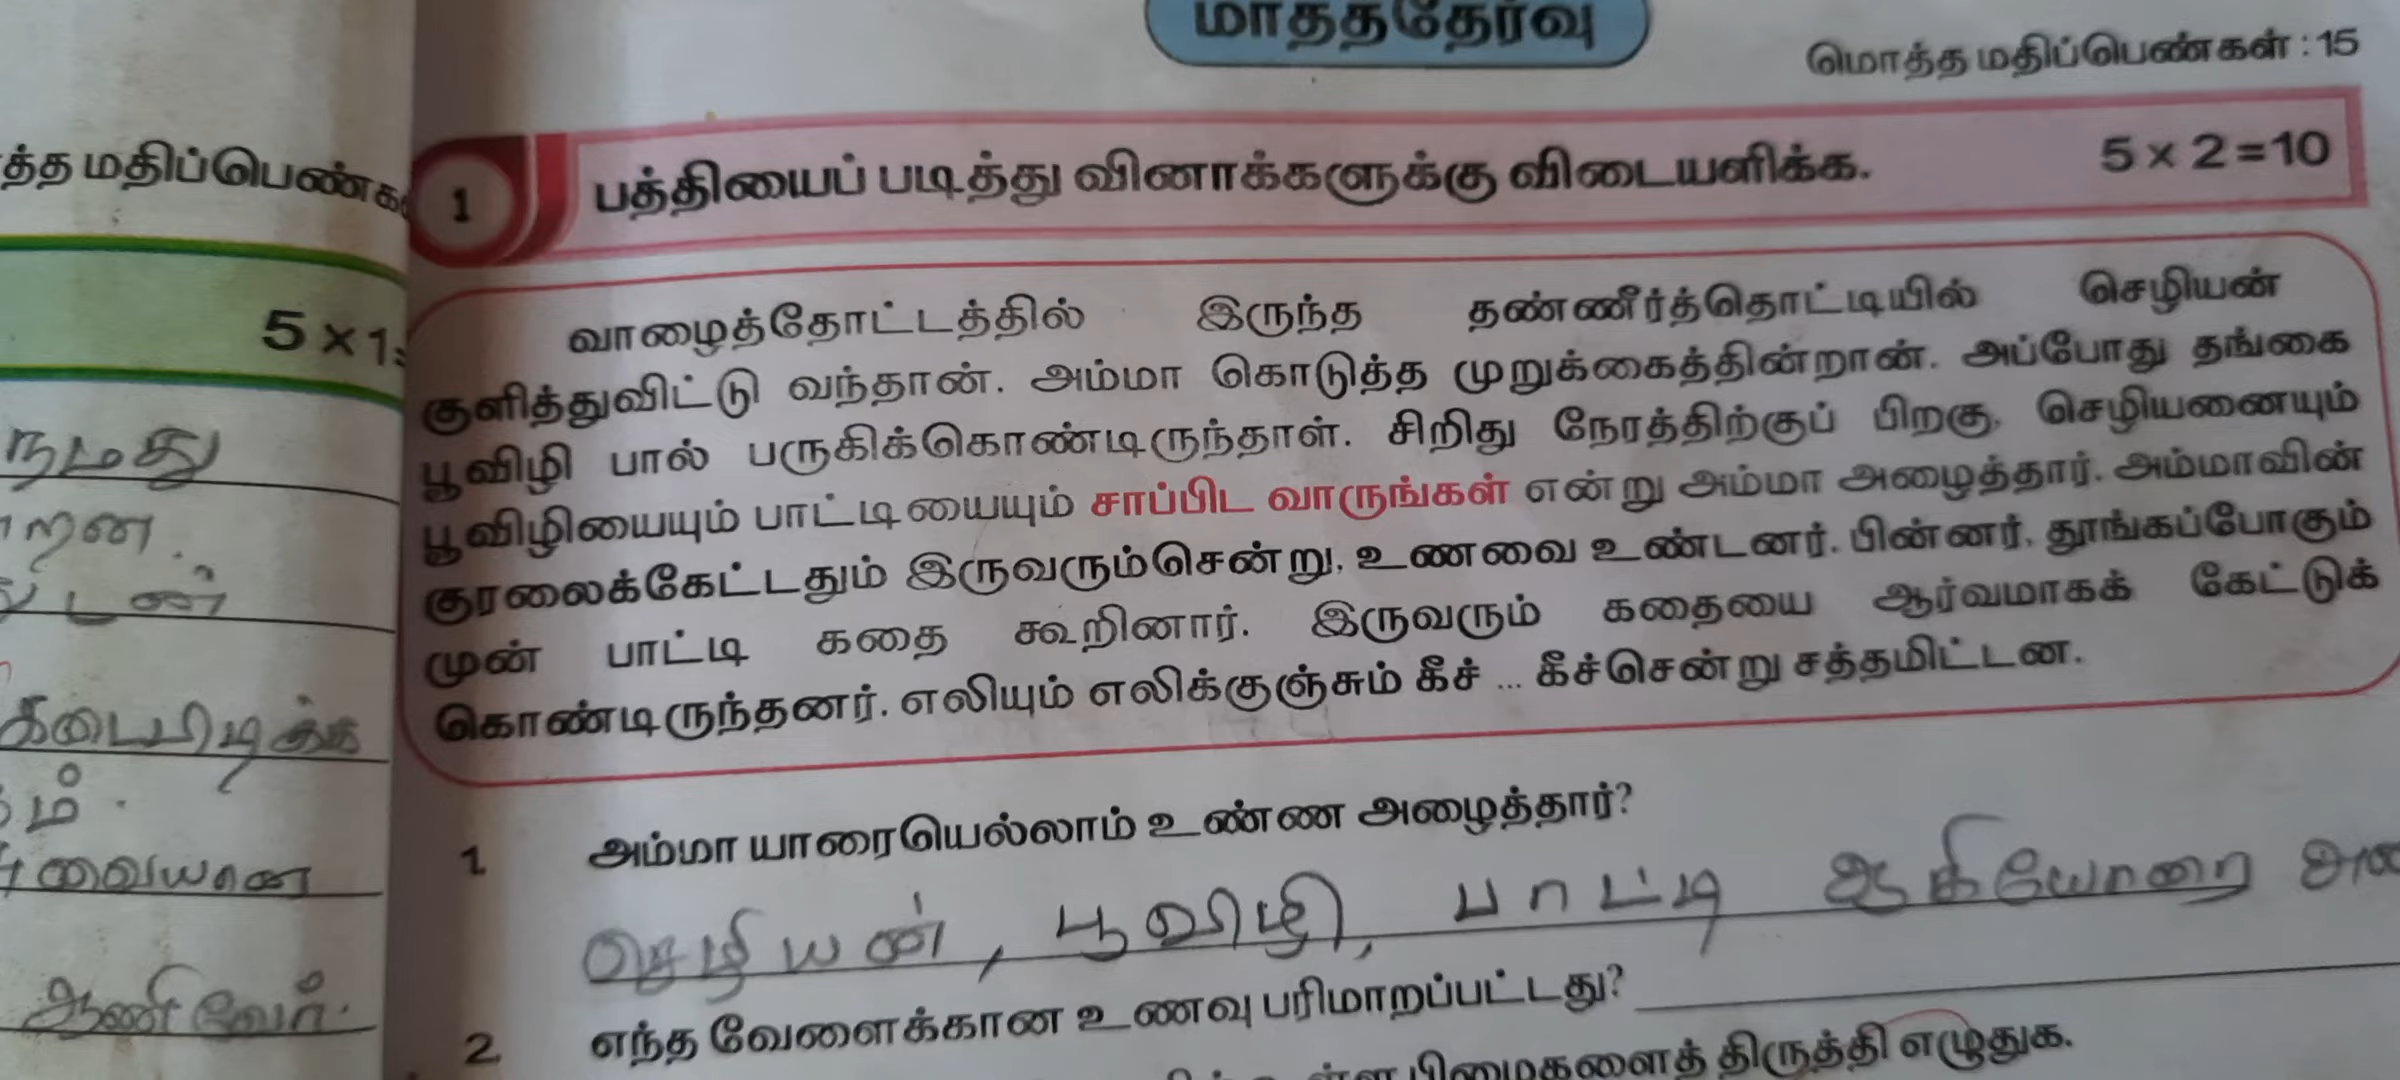 மாதத்தேர்வு
மொத்த மதிப்பெண்கள் : 15
த்த மதிப்பெண்க
5 x 1
நமது
கடைபிடிக்க
ஆணிவேர்.
1 பத்தியைப் படித்து வினாக்களுக்கு விடையளிக்க. 5 x 2 = 10
வாழைத்தோட்டத்தில் இருந்த தண்ணீர்த்தொட்டியில் செழியன்
குளித்துவிட்டு வந்தான். அம்மா கொடுத்த முறுக்கைத்தின்றான். அப்போது தங்கை
பூவிழி பால் பருகிக்கொண்டிருந்தாள். சிறிது நேரத்திற்குப் பிறகு, செழியனையும்
பூவிழியையும் பாட்டியையும் சாப்பிட வாருங்கள் என்று அம்மா அழைத்தார். அம்மாவின்
குரலைக்கேட்டதும் இருவரும்சென்று, உணவை உண்டனர். பின்னர், தூங்கப்போகும்
முன் பாட்டி கதை கூறினார். இருவரும் கதையை ஆர்வமாகக் கேட்டுக்
கொண்டிருந்தனர். எலியும் எலிக்குஞ்சும் கீச் ... கீச்சென்று சத்தமிட்டன.
1. அம்மா யாரையெல்லாம் உண்ண அழைத்தார்?
செழியன், பூவிழி, பாட்டி ஆகியோரை
2. எந்த வேளைக்கான உணவு பரிமாறப்பட்டது?
பிழைகளைத் திருத்தி எழுதுக.